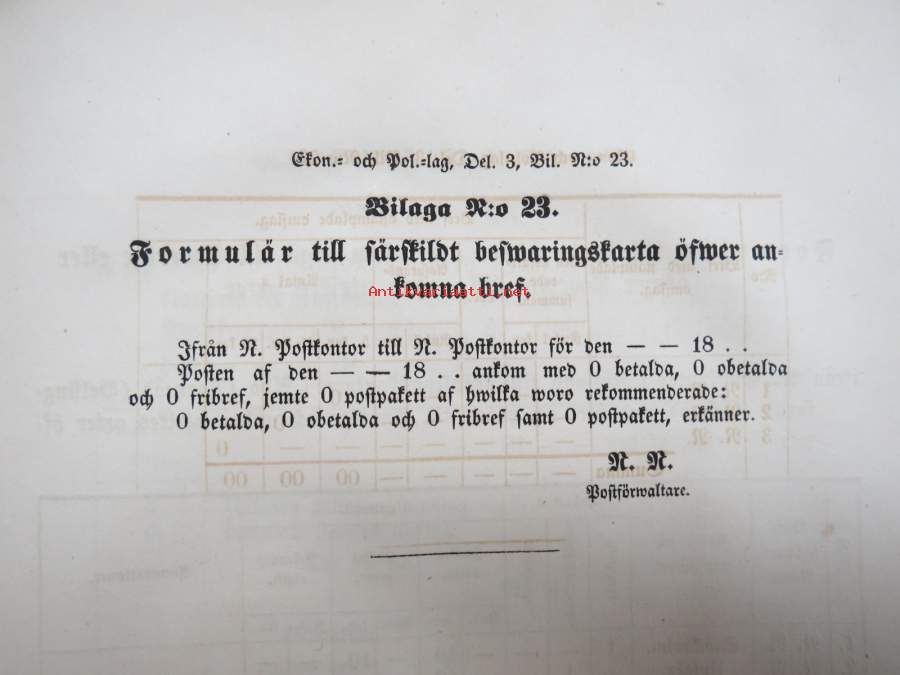 Ekon.= och Pol.=lag, Del. 3, Bil. N:o 23.
Bilaga N:o 23.
Formulär till särskildt beswaringskarta öfwer an=
komna bref.
Antikvariaatti.net
Ifrån N. Postkontor till N. Postkontor för den — — 18 . .
Posten af den — — 18 . . ankom med 0 betalda, 0 obetalda
och 0 fribref, jemte 0 postpakett af hwilka woro rekommenderade:
0 betalda, 0 obetalda och 0 fribref samt 0 postpakett, erkänner.
N. N.
Postförwaltare.